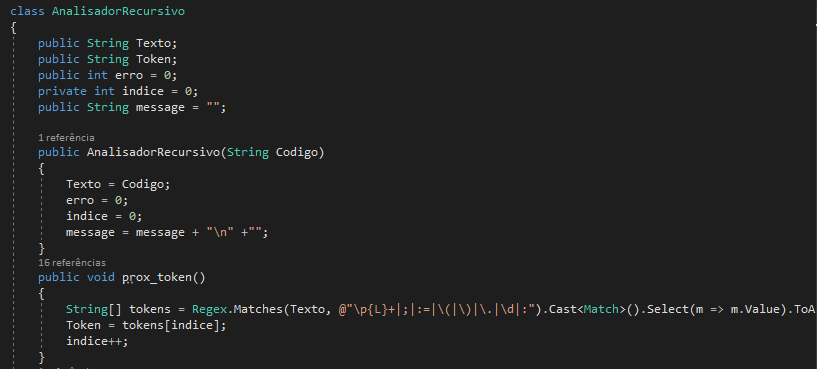 class AnalisadorRecursivo
{
public String Texto;
public String Token;
public int erro = 0;
private int indice = 0;
public String message = "";
1 referência
public AnalisadorRecursivo(String Codigo)
{
Texto = Codigo;
erro = 0;
indice = 0;
message = message + "\n" +"";
}
16 referências
public void prox_token()
{
String[] tokens = Regex.Matches(Texto, @"\p{L}+|;|:=|\(|\)|\.|\d|:").Cast<Match>().Select(m => m.Value).ToA
Token = tokens[indice];
indice++;
}